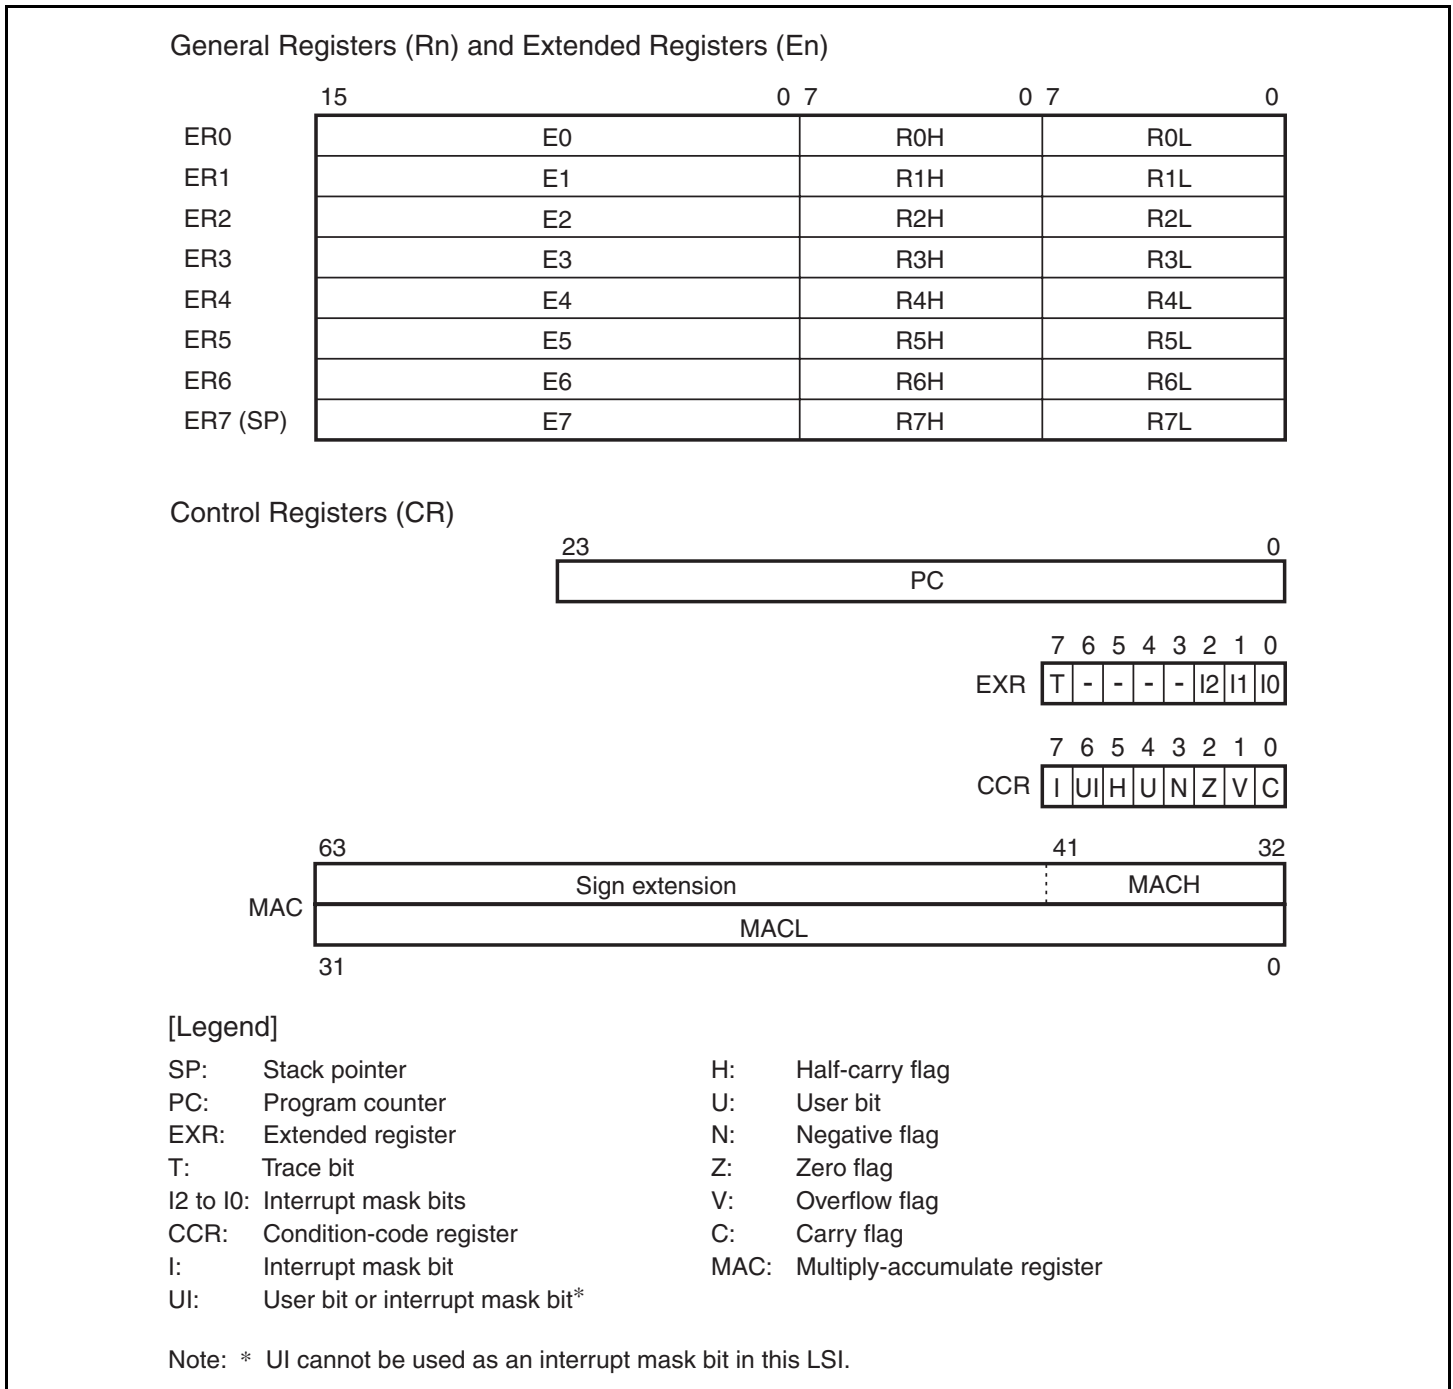 General Registers (Rn) and Extended Registers (En)
15 0 7 0 7 0
ER0 E0 R0H R0L
ER1 E1 R1H R1L
ER2 E2 R2H R2L
ER3 E3 R3H R3L
ER4 E4 R4H R4L
ER5 E5 R5H R5L
ER6 E6 R6H R6L
ER7 (SP) E7 R7H R7L
Control Registers (CR)
23 0
PC
7 6 5 4 3 2 1 0
EXR T - - - - I2 I1 I0
7 6 5 4 3 2 1 0
CCR I UI H U N Z V C
63 41 32
MAC Sign extension MACH
MACL
31 0
[Legend]
SP: Stack pointer H: Half-carry flag
PC: Program counter U: User bit
EXR: Extended register N: Negative flag
T: Trace bit Z: Zero flag
I2 to I0: Interrupt mask bits V: Overflow flag
CCR: Condition-code register C: Carry flag
I: Interrupt mask bit MAC: Multiply-accumulate register
UI: User bit or interrupt mask bit*
Note: * UI cannot be used as an interrupt mask bit in this LSI.